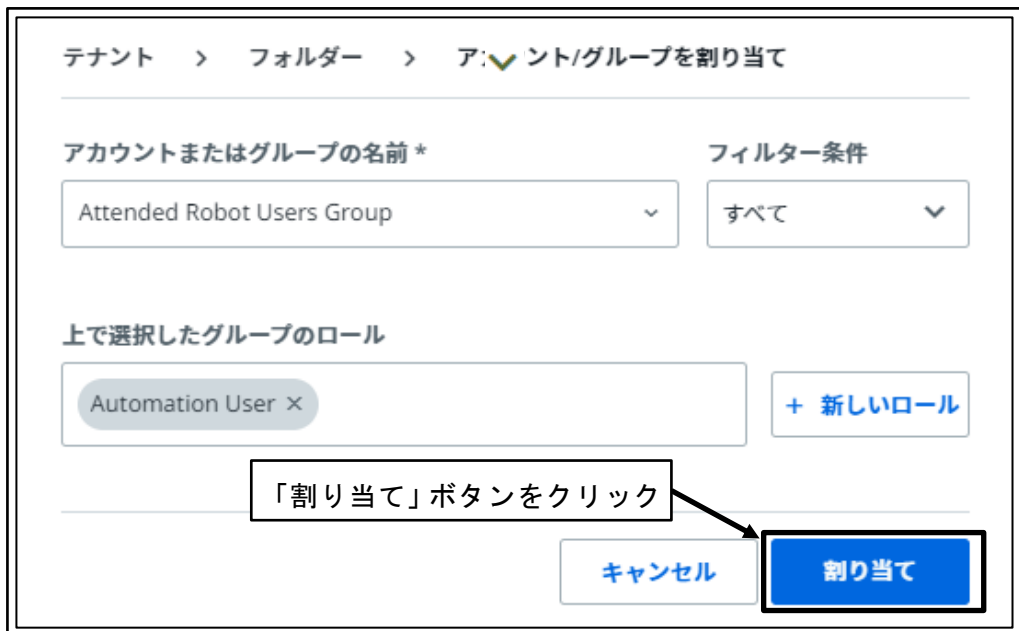 テナント > フォルダー > ア ント/グループを割り当て
アカウントまたはグループの名前 * フィルター条件
Attended Robot Users Group すべて
上で選択したグループのロール
Automation User × + 新しいロール
「割り当て」ボタンをクリック
キャンセル 割り当て